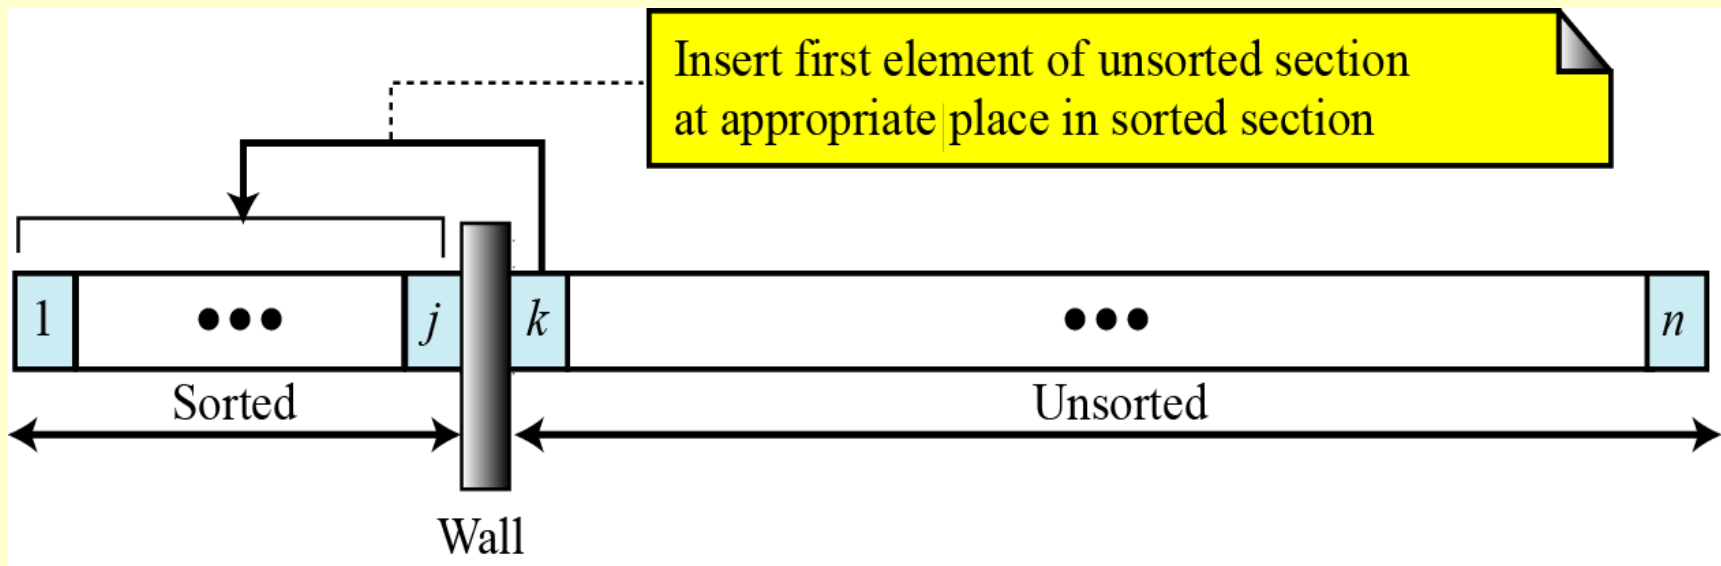 Insert first element of unsorted section
at appropriate place in sorted section
1 ••• j k ••• n
Sorted Unsorted
Wall